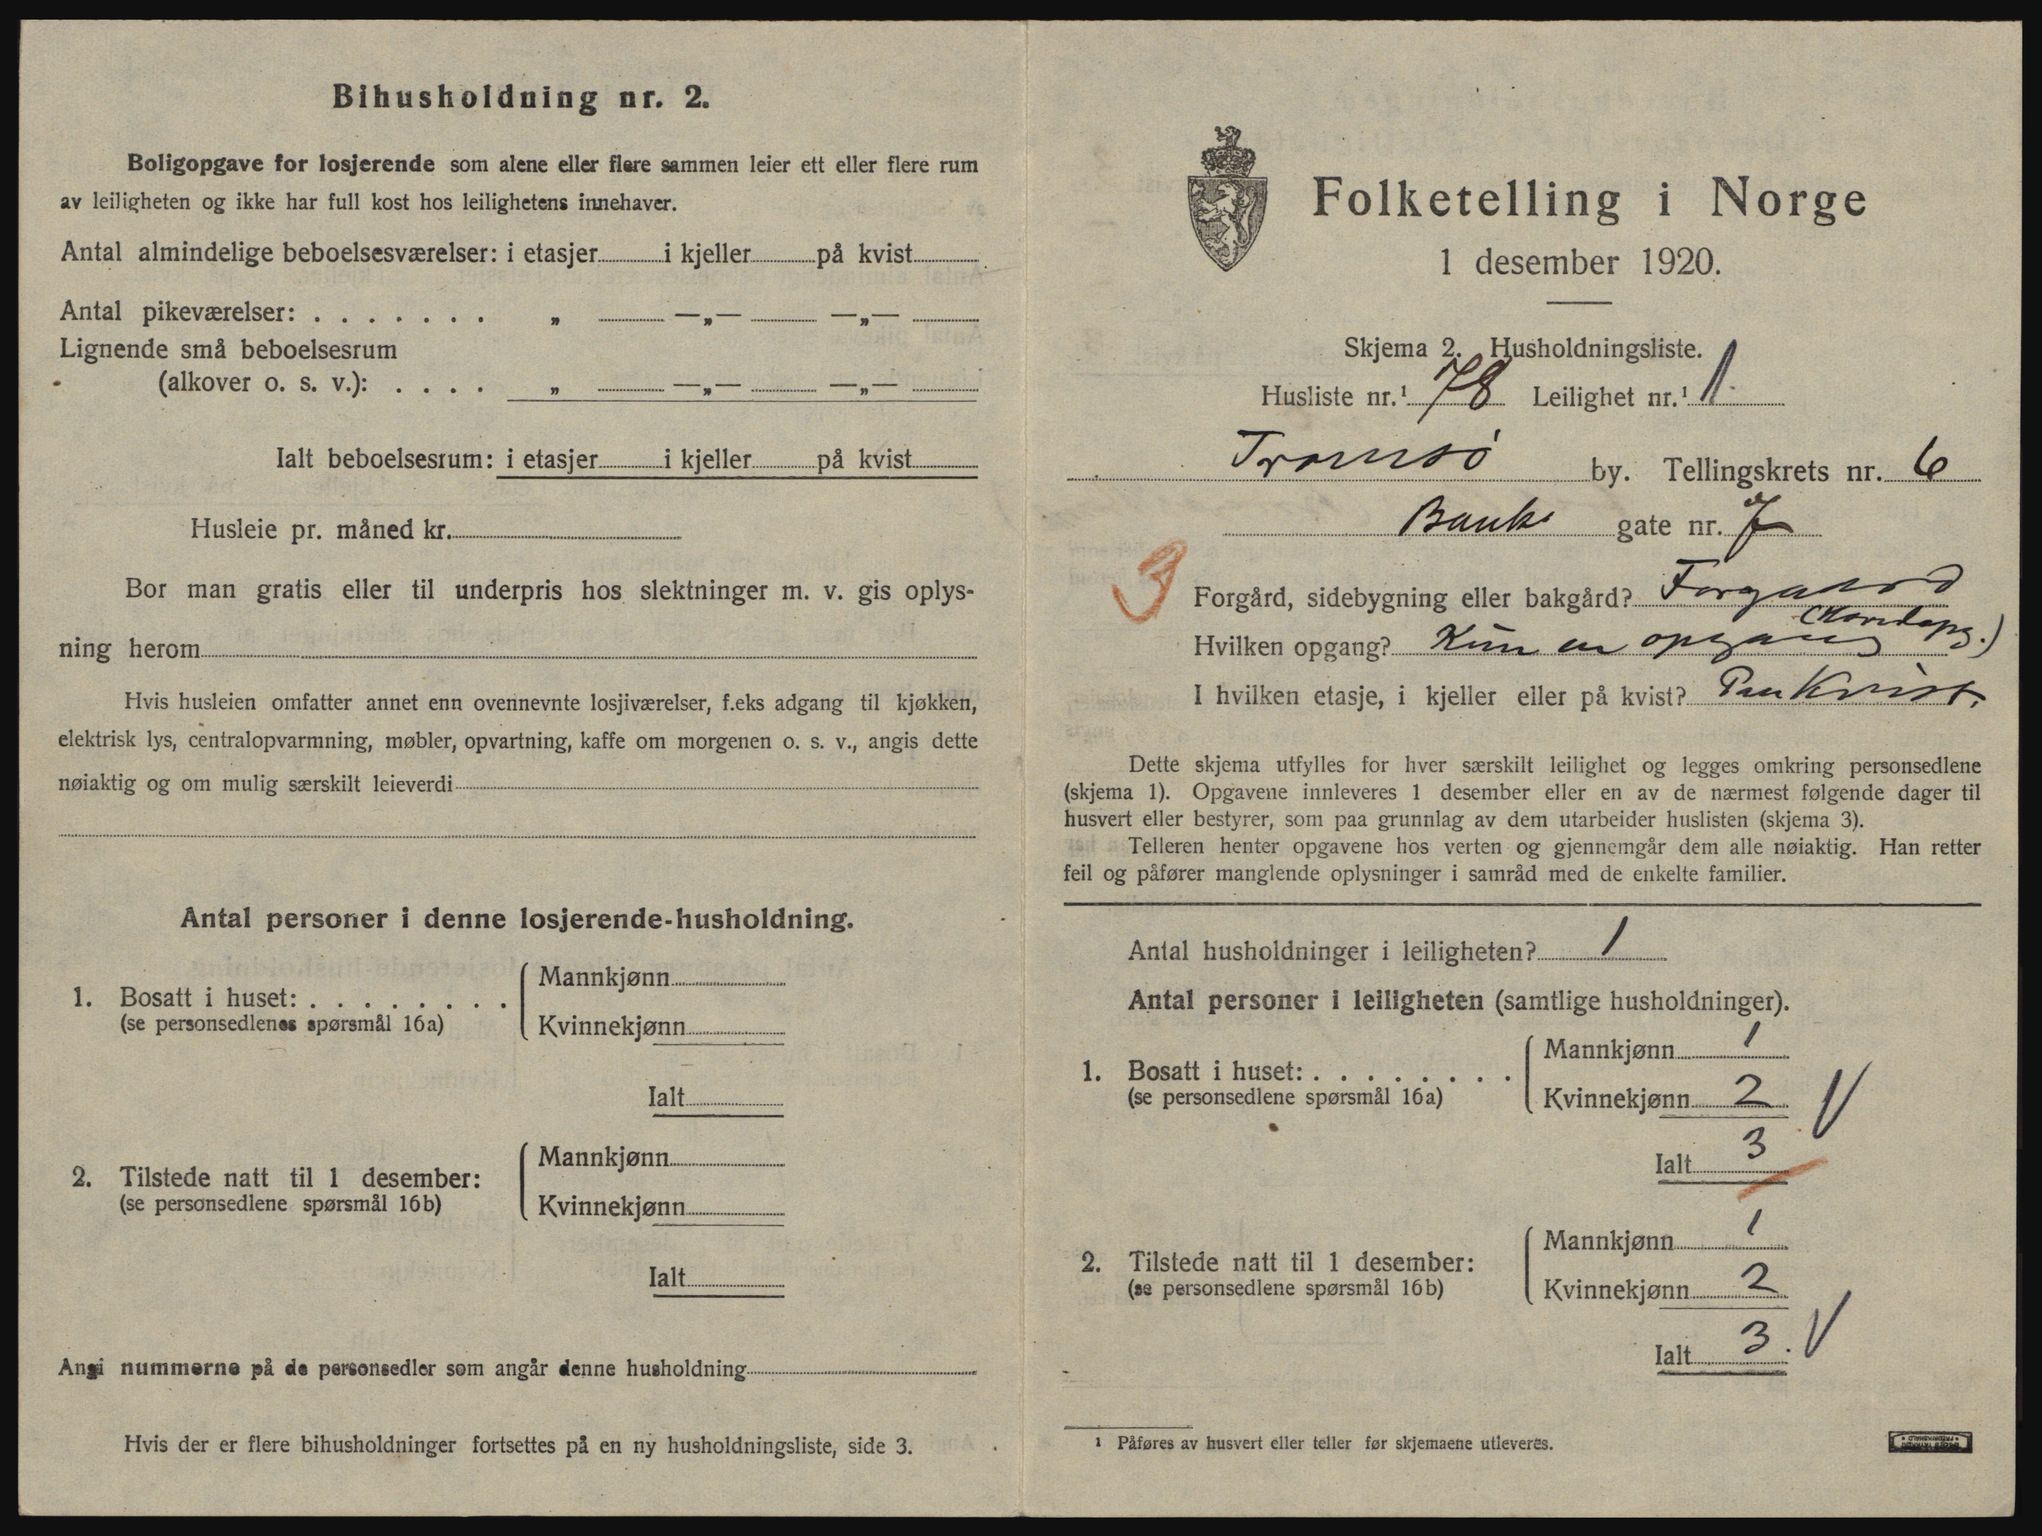 Bihusholdning nr. 2.
Boligopgave for losjerende som alene eller flere sammen leier ett eller flere rum
av leiligheten og ikke har full kost hos leilighetens innehaver.
Antal almindelige beboelsesværelser: i etasjer i kjeller på kvist
Antal pikeværelser: . . . . . . . „ —„— —„—
Lignende små beboelsesrum
(alkover o. s. v.): . . . . „ —„— —„—
Ialt beboelsesrum: i etasjer i kjeller på kvist
Husleie pr. måned kr.
Bor man gratis eller til underpris hos slektninger m. v. gis oplys-
ning herom
Hvis husleien omfatter annet enn ovennevnte losjiværelser, f.eks adgang til kjøkken,
elektrisk lys, centralopvarmning, møbler, opvartning, kaffe om morgenen o. s. v., angis dette
nøiaktig og om mulig særskilt leieverdi
Antal personer i denne losjerende-husholdning.
1. Bosatt i huset: . . . . . . . . Mannkjønn
(se personsedlenes spørsmål 16a) Kvinnekjønn
Ialt
2. Tilstede natt til 1 desember: Mannkjønn
(se personsedlene spørsmål 16b) Kvinnekjønn
Ialt
Angi nummerne på de personsedler som angår denne husholdning
Hvis der er flere bihusholdninger fortsettes på en ny husholdningsliste, side 3.
Folketelling i Norge
1 desember 1920.
Skjema 2. Husholdningsliste.
Husliste nr.¹ 78 Leilighet nr.¹ 1
Tromsö by. Tellingskrets nr. 6
Bank gate nr. 7
3
Forgård, sidebygning eller bakgård? Forgaard
(Hovedopg.)
Hvilken opgang? Kun en opgang
I hvilken etasje, i kjeller eller på kvist? Paa Kvist.
Dette skjema utfylles for hver særskilt leilighet og legges omkring personsedlene
(skjema 1). Opgavene innleveres 1 desember eller en av de nærmest følgende dager til
husvert eller bestyrer, som paa grunnlag av dem utarbeider huslisten (skjema 3).
Telleren henter opgavene hos verten og gjennemgår dem alle nøiaktig. Han retter
feil og påfører manglende oplysninger i samråd med de enkelte familier.
Antal husholdninger i leiligheten? 1
Antal personer i leiligheten (samtlige husholdninger).
1. Bosatt i huset: . . . . . . . . Mannkjønn 1
(se personsedlene spørsmål 16a) Kvinnekjønn 2
Ialt 3
2. Tilstede natt til 1 desember: Mannkjønn 1
(se personsedlene spørsmål 16b) Kvinnekjønn 2
Ialt 3.
¹ Påføres av husvert eller teller før skjemaene utleveres.